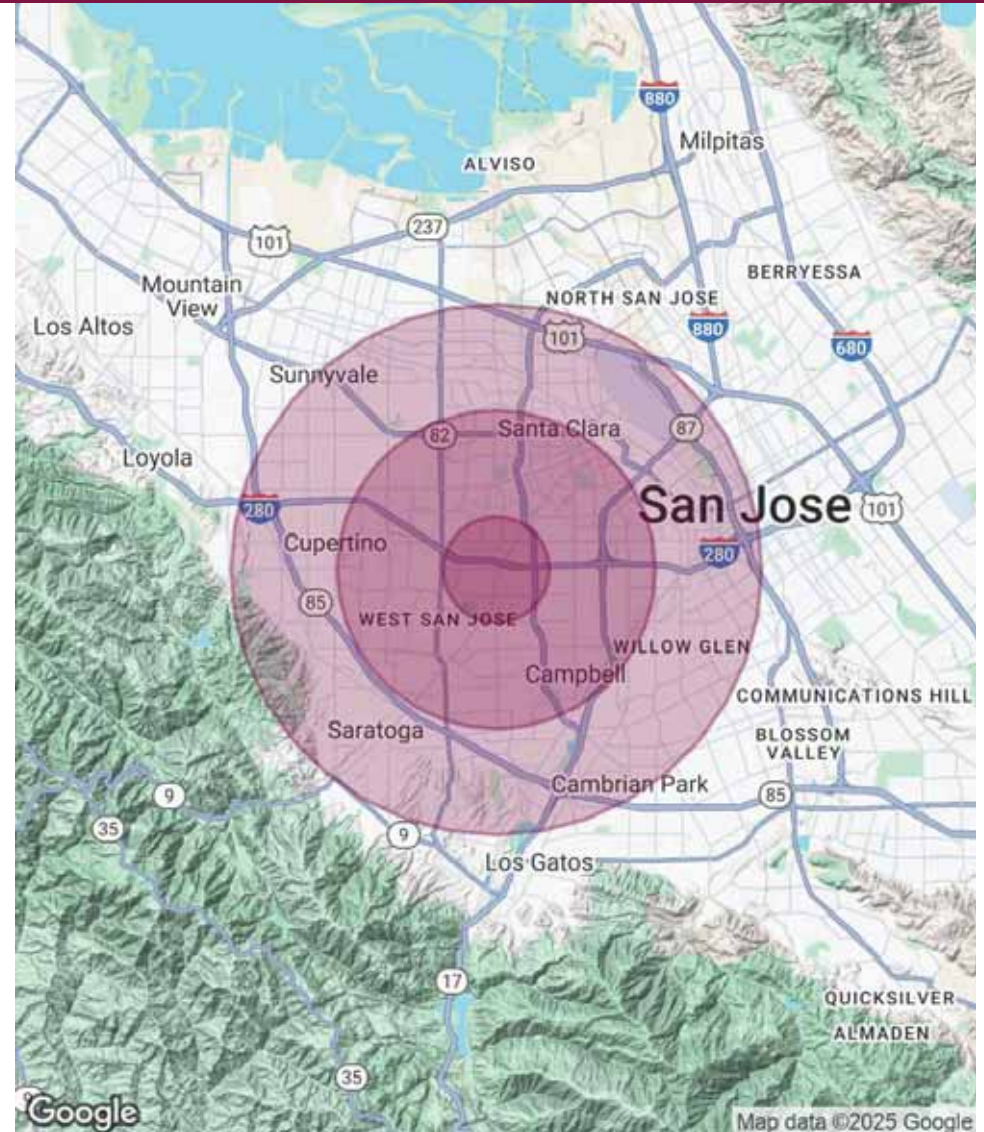 880
Milpitas
ALVISO
237
101
BERRYESSA
Mountain
View
NORTH SAN JOSE
Los Altos
880
101
680
Sunnyvale
82
Santa Clara
87
Loyola
San Jose
101
280
Cupertino
280
85
WEST SAN JOSE
WILLOW GLEN
Campbell
COMMUNICATIONS HILL
Saratoga
BLOSSOM
VALLEY
Cambrian Park
85
9
35
9
Los Gatos
17
QUICKSILVER
ALMADEN
35
Google
Map data ©2025 Google